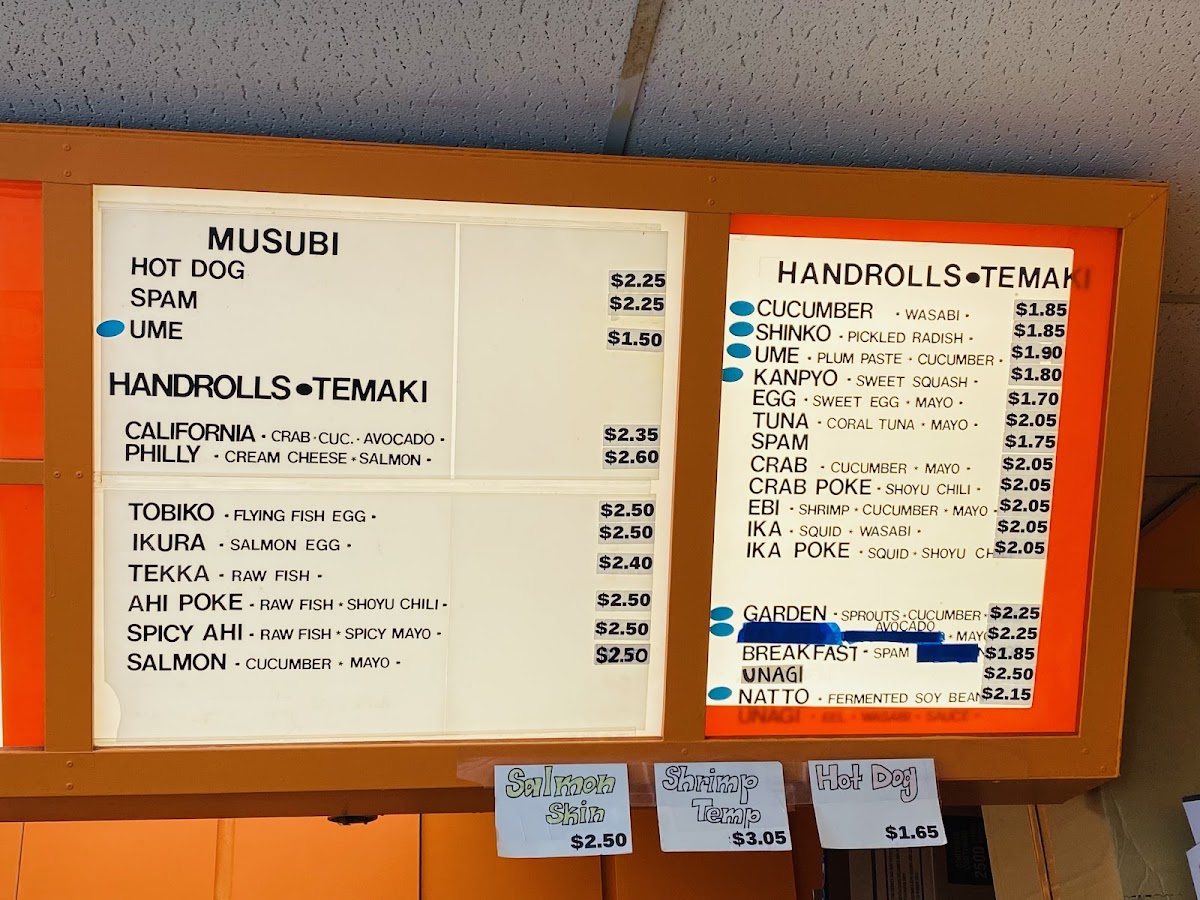 MUSUBI
HOT DOG $2.25
SPAM $2.25
UME $1.50
HANDROLLS•TEMAKI
CALIFORNIA • CRAB • CUC. • AVOCADO • $2.35
PHILLY • CREAM CHEESE • SALMON • $2.60
TOBIKO • FLYING FISH EGG • $2.50
IKURA • SALMON EGG • $2.50
TEKKA • RAW FISH • $2.40
AHI POKE • RAW FISH • SHOYU CHILI • $2.50
SPICY AHI • RAW FISH • SPICY MAYO • $2.50
SALMON • CUCUMBER • MAYO • $2.50
HANDROLLS•TEMAKI
CUCUMBER • WASABI • $1.85
SHINKO • PICKLED RADISH • $1.85
UME • PLUM PASTE • CUCUMBER • $1.90
KANPYO • SWEET SQUASH • $1.80
EGG • SWEET EGG • MAYO • $1.70
TUNA • CORAL TUNA • MAYO • $2.05
SPAM $1.75
CRAB • CUCUMBER • MAYO • $2.05
CRAB POKE • SHOYU CHILI • $2.05
EBI • SHRIMP • CUCUMBER • MAYO • $2.05
IKA • SQUID • WASABI • $2.05
IKA POKE • SQUID • SHOYU CH $2.05
GARDEN • SPROUTS • CUCUMBER • $2.25
AVOCADO
• MAYO $2.25
BREAKFAST • SPAM $1.85
UNAGI $2.50
NATTO • FERMENTED SOY BEAN $2.15
UNAGI • EEL • WASABI • SAUCE •
Salmon
Skin
$2.50
Shrimp
Temp
$3.05
Hot Dog
$1.65